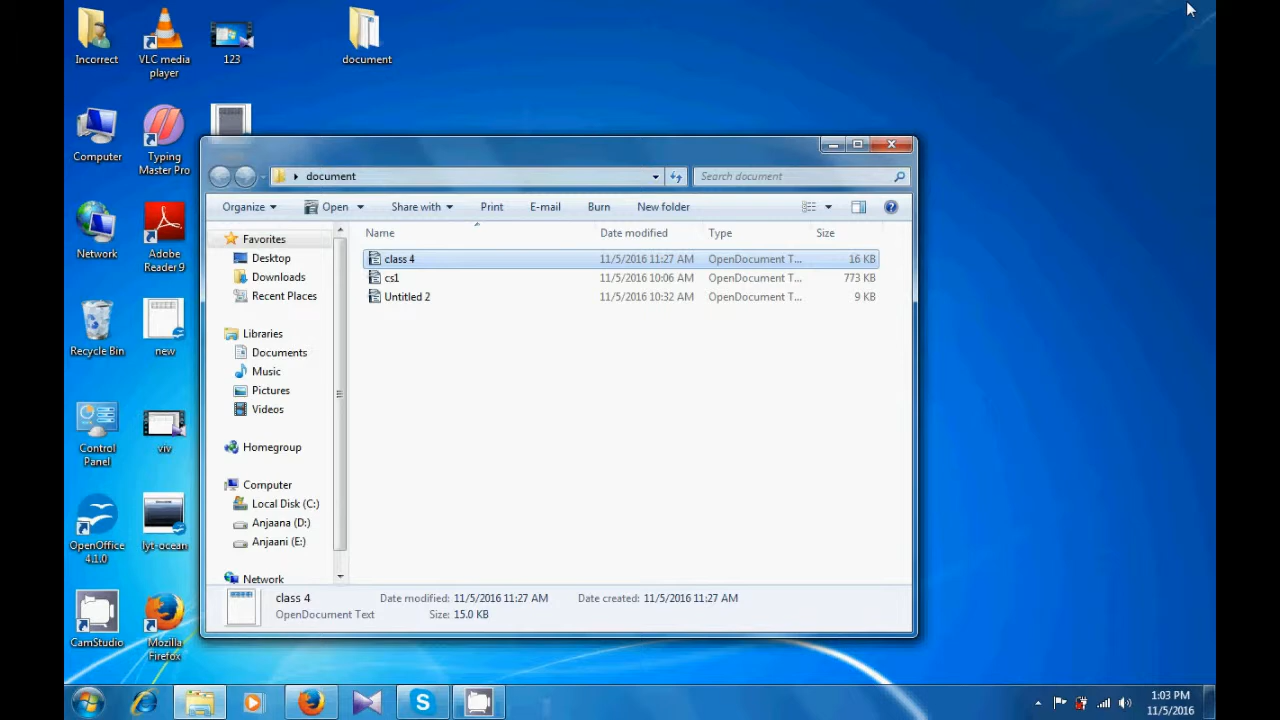 Incorrect
VLC media
player
123
document
Computer
Typing
Master Pro
Network
Adobe
Reader 9
Recycle Bin
new
Control
Panel
viv
OpenOffice
4.1.0
lyt-ocean
CamStudio
Mozilla
Firefox
document
Search document
Organize Open Share with Print E-mail Burn New folder
Name Date modified Type Size
class 4 11/5/2016 11:27 AM OpenDocument T... 16 KB
cs1 11/5/2016 10:06 AM OpenDocument T... 773 KB
Untitled 2 11/5/2016 10:32 AM OpenDocument T... 9 KB
Favorites
Desktop
Downloads
Recent Places
Libraries
Documents
Music
Pictures
Videos
Homegroup
Computer
Local Disk (C:)
Anjaana (D:)
Anjaani (E:)
Network
class 4 Date modified: 11/5/2016 11:27 AM Date created: 11/5/2016 11:27 AM
OpenDocument Text Size: 15.0 KB
1:03 PM
11/5/2016